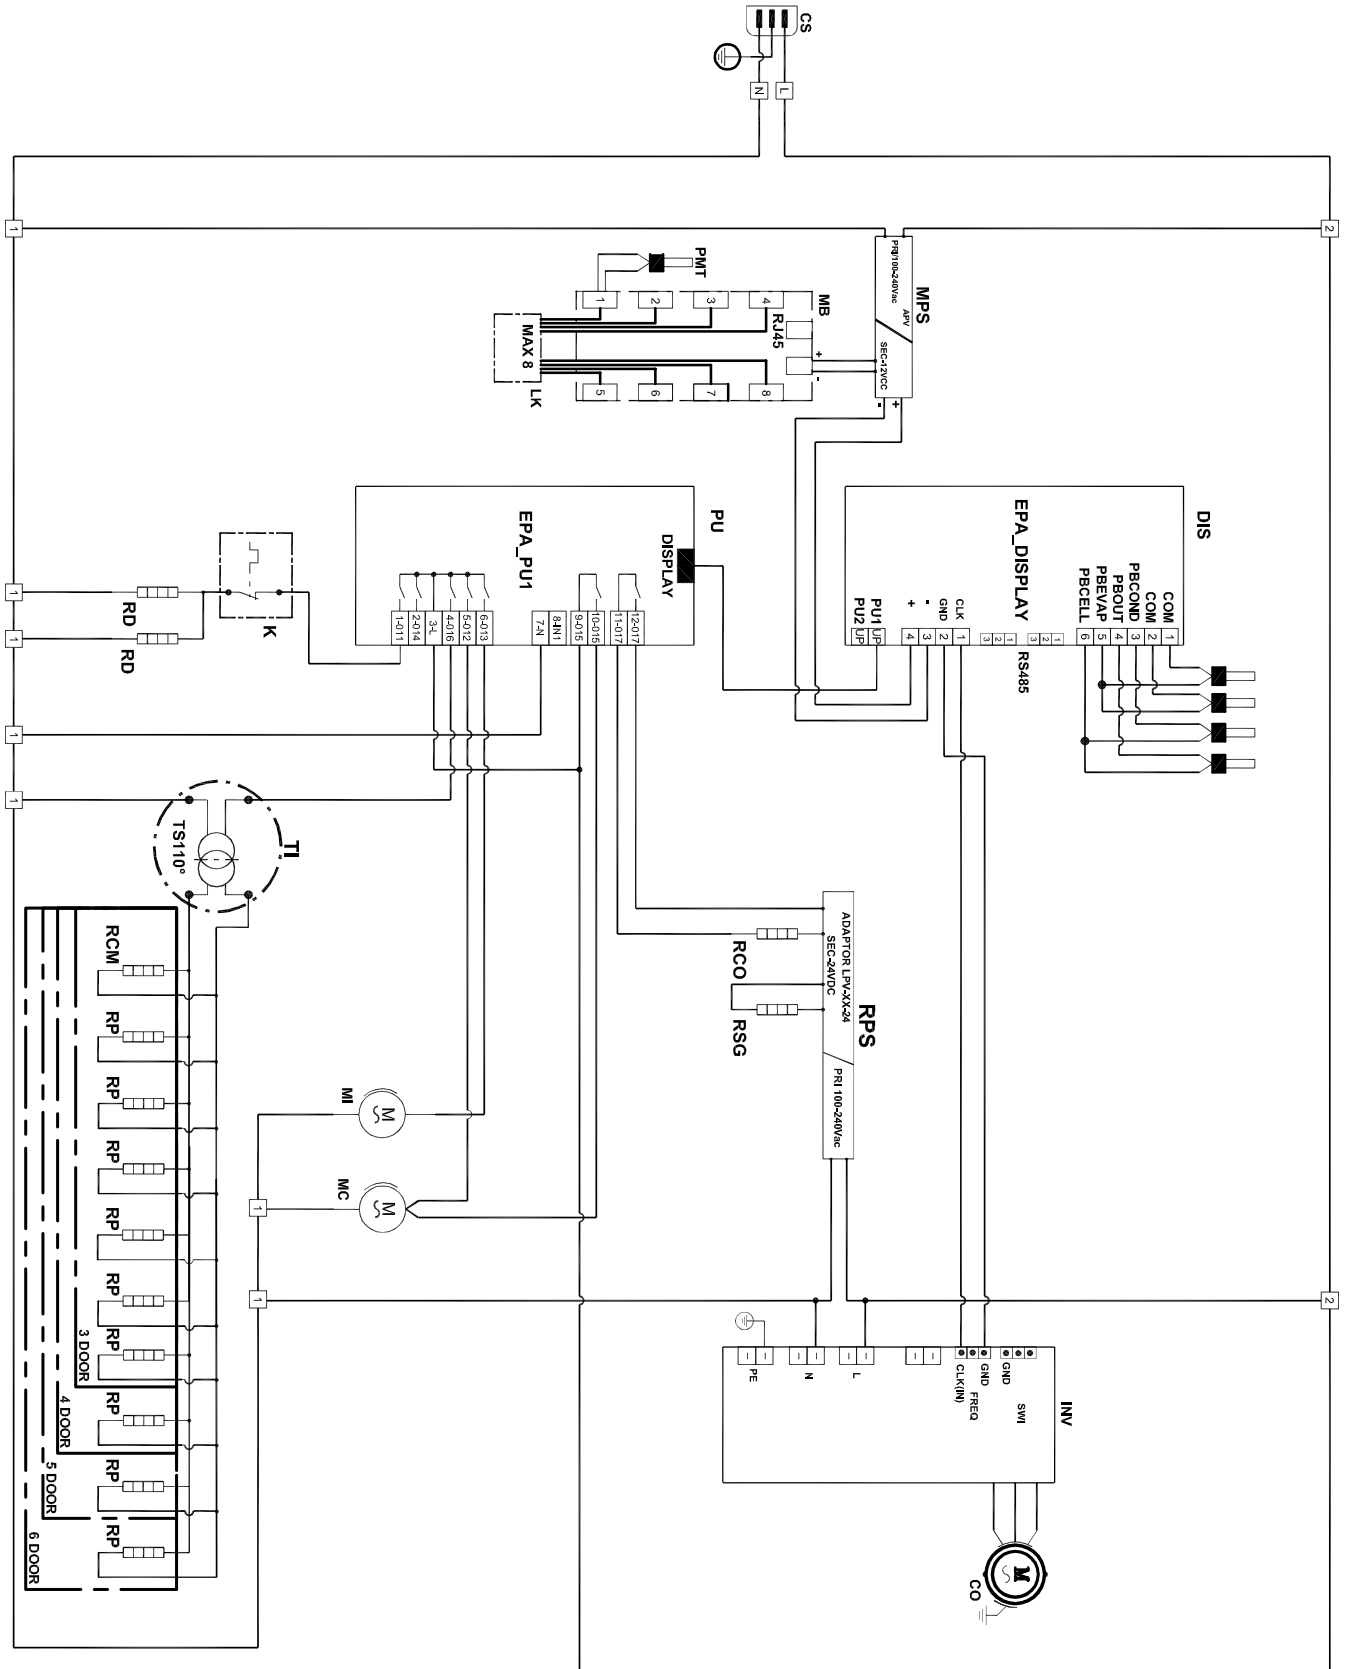 CS
N
L
1
2
PRI/100-240Vac
APV
SEC-12VCC
MPS
+
-
PMT
MB
RJ45
1
2
3
4
+
-
MAX 8
LK
5
6
7
8
PU
EPA_PU1
DISPLAY
1-011
2-014
3-L
4-016
5-012
6-013
7-N
8-IN1
9-015
10-015
11-017
12-017
DIS
EPA_DISPLAY
PU2
PU1
UP
UP
+
-
GND
CLK
4
3
2
1
3
2
1
3
2
1
RS485
PBCELL
PBEVAP
PBOUT
PBCOND
COM
COM
6
5
4
3
2
1
K
1
RD
1
RD
1
1
TI
TS110°
RPS
ADAPTOR LPV-XX-24
SEC-24VDC
PRI 100-240Vac
RCO
RSG
MI
M
MC
M
1
1
2
INV
PE
N
L
CLK(IN)
FREQ
GND
GND
SWI
M
CO
RCM
RP
RP
RP
RP
RP
RP
RP
RP
RP
3 DOOR
4 DOOR
5 DOOR
6 DOOR